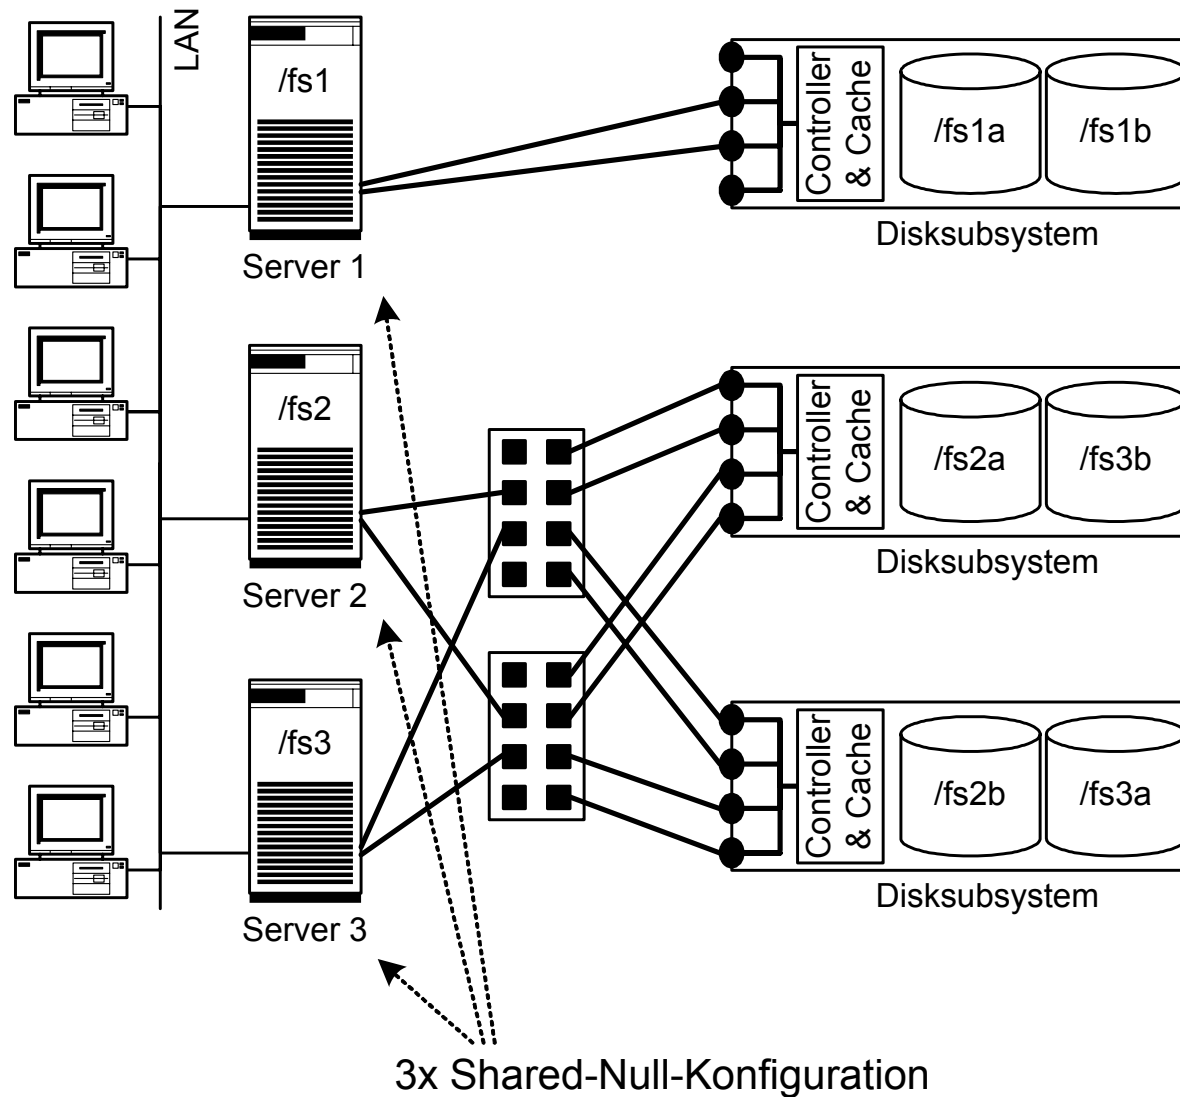 LAN
/fs1
Server 1
Controller
& Cache
/fs1a
/fs1b
Disksubsystem
/fs2
Server 2
Controller
& Cache
/fs2a
/fs3b
Disksubsystem
/fs3
Server 3
Controller
& Cache
/fs2b
/fs3a
Disksubsystem
3x Shared-Null-Konfiguration